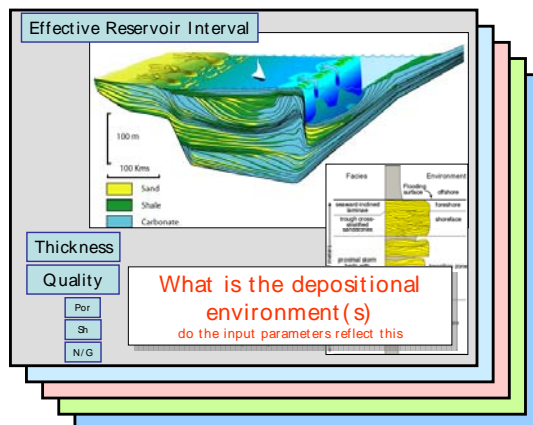 Effective Reservoir Interval
100 m
100 Kms
Sand
Shale
Carbonate
Facies
Environment
Flooding surface
offshore
seaward-inclined laminae
foreshore
trough cross-stratified sandstones
shoreface
proximal storm
zone
Thickness
Quality
Por
Sh
N/G
What is the depositional
environment(s)
do the input parameters reflect this